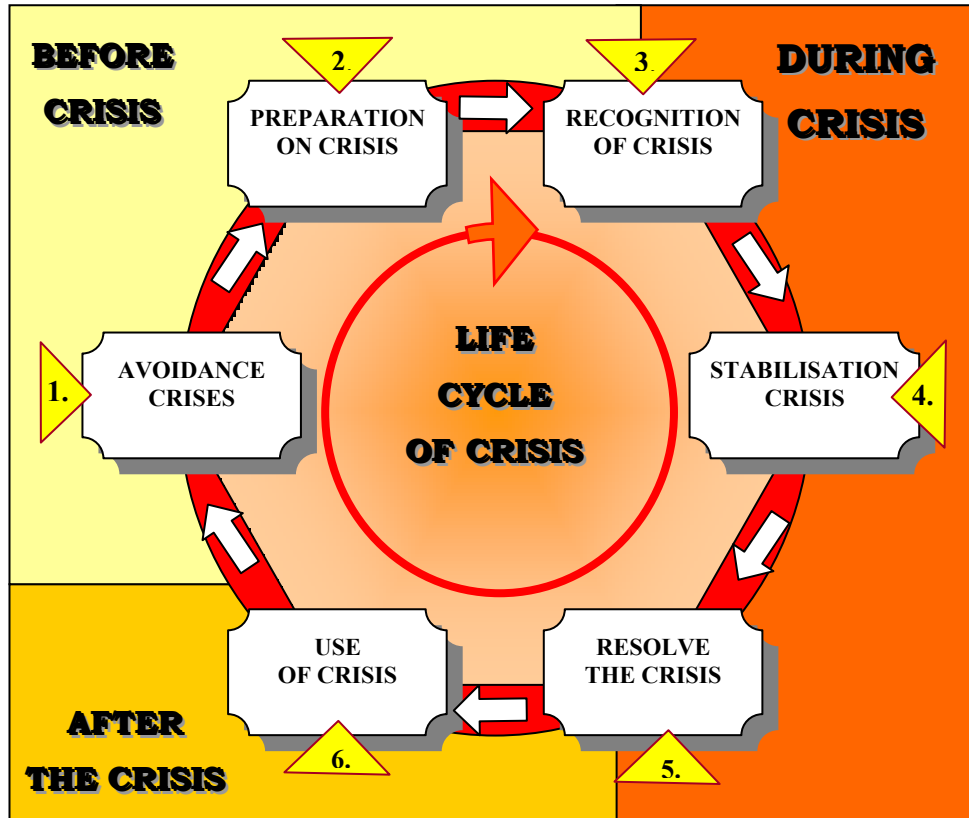 BEFORE
CRISIS
DURING
CRISIS
1.
AVOIDANCE
CRISES
2.
PREPARATION
ON CRISIS
3.
RECOGNITION
OF CRISIS
4.
STABILISATION
CRISIS
5.
RESOLVE
THE CRISIS
6.
USE
OF CRISIS
LIFE
CYCLE
OF CRISIS
AFTER
THE CRISIS